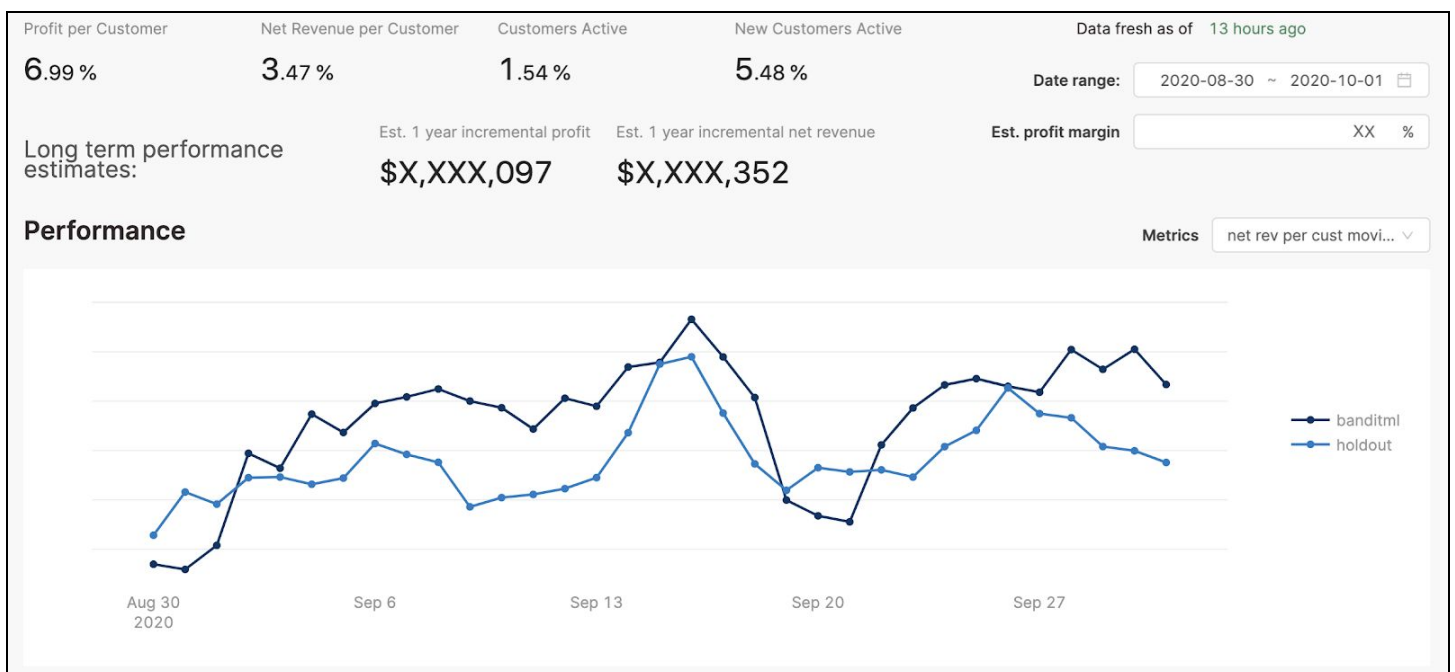 Profit per Customer
Net Revenue per Customer
Customers Active
New Customers Active
Data fresh as of 13 hours ago
6.99 %
3.47 %
1.54 %
5.48 %
Date range: 2020-08-30 ~ 2020-10-01
Long term performance
estimates:
Est. 1 year incremental profit
Est. 1 year incremental net revenue
Est. profit margin XX %
$X,XXX,097
$X,XXX,352
Performance
Metrics net rev per cust movi...
banditml
holdout
Aug 30
2020
Sep 6
Sep 13
Sep 20
Sep 27